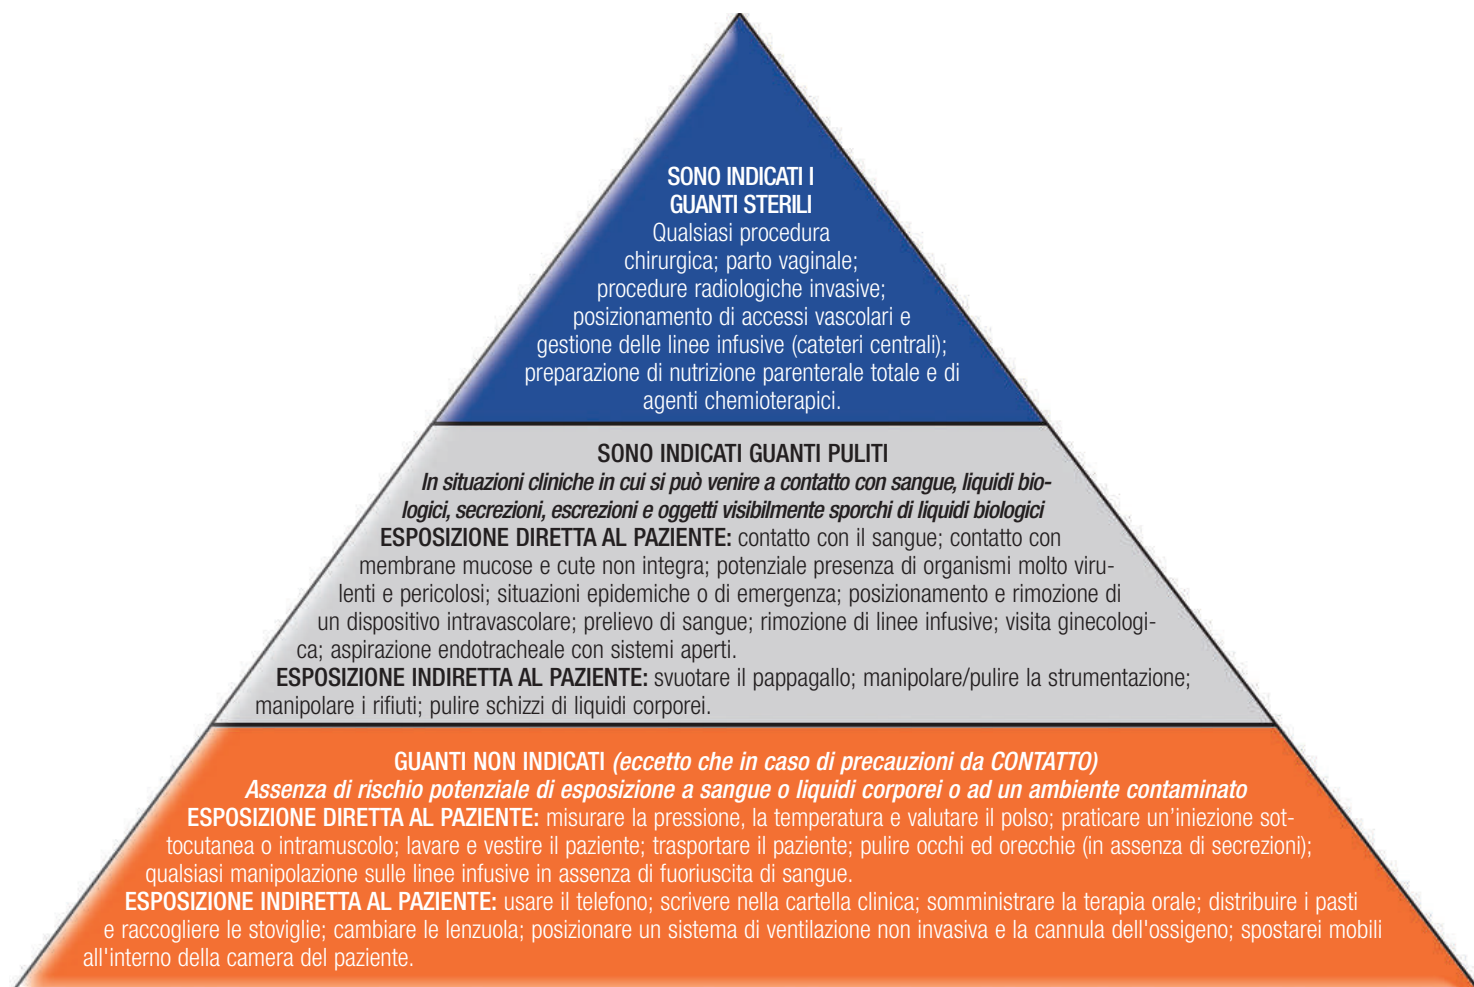 SONO INDICATI I
GUANTI STERILI
Qualsiasi procedura
chirurgica; parto vaginale;
procedure radiologiche invasive;
posizionamento di accessi vascolari e
gestione delle linee infusive (cateteri centrali);
preparazione di nutrizione parenterale totale e di
agenti chemioterapici.
SONO INDICATI GUANTI PULITI
In situazioni cliniche in cui si può venire a contatto con sangue, liquidi bio-
logici, secrezioni, escrezioni e oggetti visibilmente sporchi di liquidi biologici
ESPOSIZIONE DIRETTA AL PAZIENTE: contatto con il sangue; contatto con
membrane mucose e cute non integra; potenziale presenza di organismi molto viru-
lenti e pericolosi; situazioni epidemiche o di emergenza; posizionamento e rimozione di
un dispositivo intravascolare; prelievo di sangue; rimozione di linee infusive; visita ginecologi-
ca; aspirazione endotracheale con sistemi aperti.
ESPOSIZIONE INDIRETTA AL PAZIENTE: svuotare il pappagallo; manipolare/pulire la strumentazione;
manipolare i rifiuti; pulire schizzi di liquidi corporei.
GUANTI NON INDICATI (eccetto che in caso di precauzioni da CONTATTO)
Assenza di rischio potenziale di esposizione a sangue o liquidi corporei o ad un ambiente contaminato
ESPOSIZIONE DIRETTA AL PAZIENTE: misurare la pressione, la temperatura e valutare il polso; praticare un'iniezione sot-
tocutanea o intramuscolo; lavare e vestire il paziente; trasportare il paziente; pulire occhi ed orecchie (in assenza di secrezioni);
qualsiasi manipolazione sulle linee infusive in assenza di fuoriuscita di sangue.
ESPOSIZIONE INDIRETTA AL PAZIENTE: usare il telefono; scrivere nella cartella clinica; somministrare la terapia orale; distribuire i pasti
e raccogliere le stoviglie; cambiare le lenzuola; posizionare un sistema di ventilazione non invasiva e la cannula dell'ossigeno; spostarei mobili
all'interno della camera del paziente.